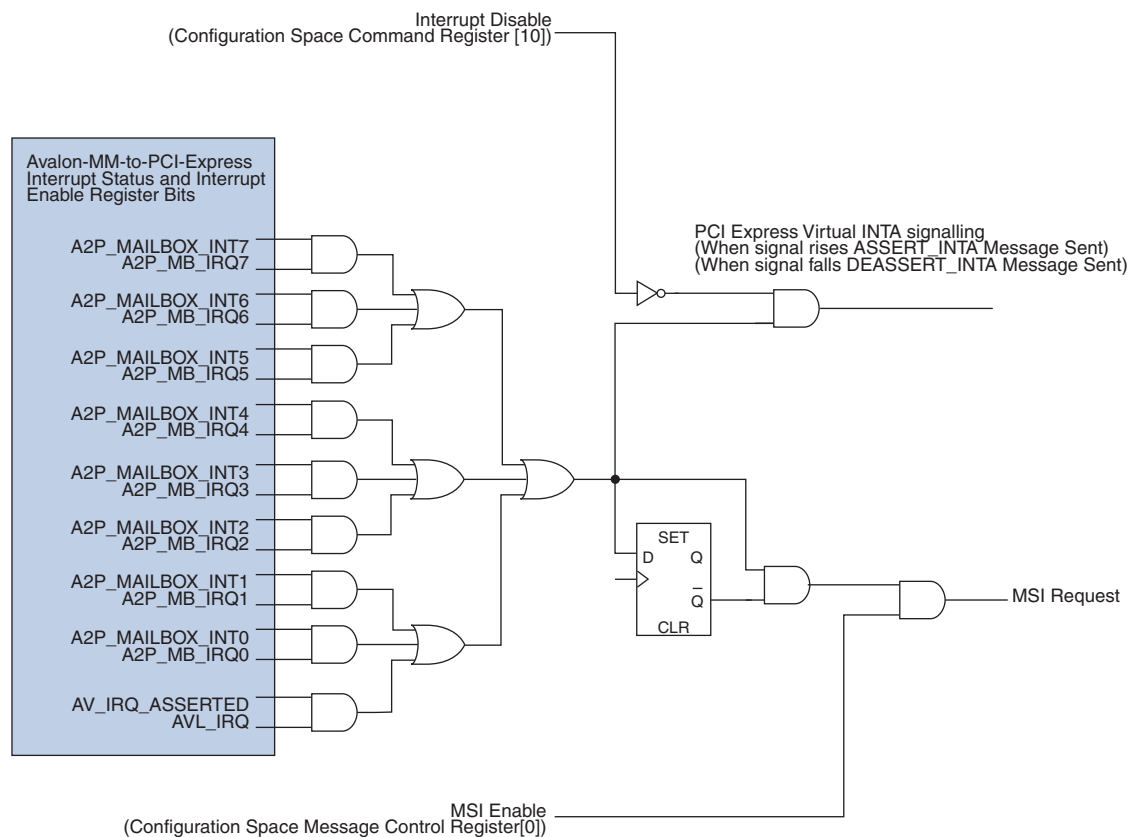 Interrupt Disable
(Configuration Space Command Register [10])
Avalon-MM-to-PCI-Express
Interrupt Status and Interrupt
Enable Register Bits
A2P_MAILBOX_INT7
A2P_MB_IRQ7
A2P_MAILBOX_INT6
A2P_MB_IRQ6
A2P_MAILBOX_INT5
A2P_MB_IRQ5
A2P_MAILBOX_INT4
A2P_MB_IRQ4
A2P_MAILBOX_INT3
A2P_MB_IRQ3
A2P_MAILBOX_INT2
A2P_MB_IRQ2
A2P_MAILBOX_INT1
A2P_MB_IRQ1
A2P_MAILBOX_INT0
A2P_MB_IRQ0
AV_IRQ_ASSERTED
AVL_IRQ
PCI Express Virtual INTA signalling
(When signal rises ASSERT_INTA Message Sent)
(When signal falls DEASSERT_INTA Message Sent)
SET
D Q
Q̅
CLR
MSI Request
MSI Enable
(Configuration Space Message Control Register[0])